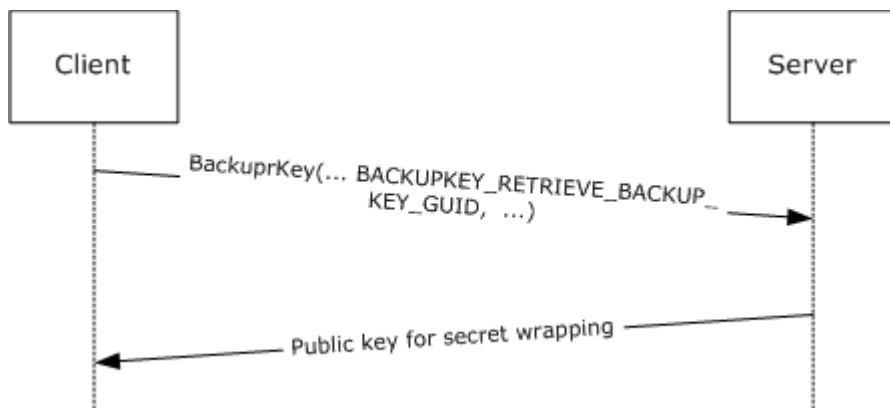 Client
Server
BackuprKey(... BACKUPKEY_RETRIEVE_BACKUP_
KEY_GUID, ...)
Public key for secret wrapping